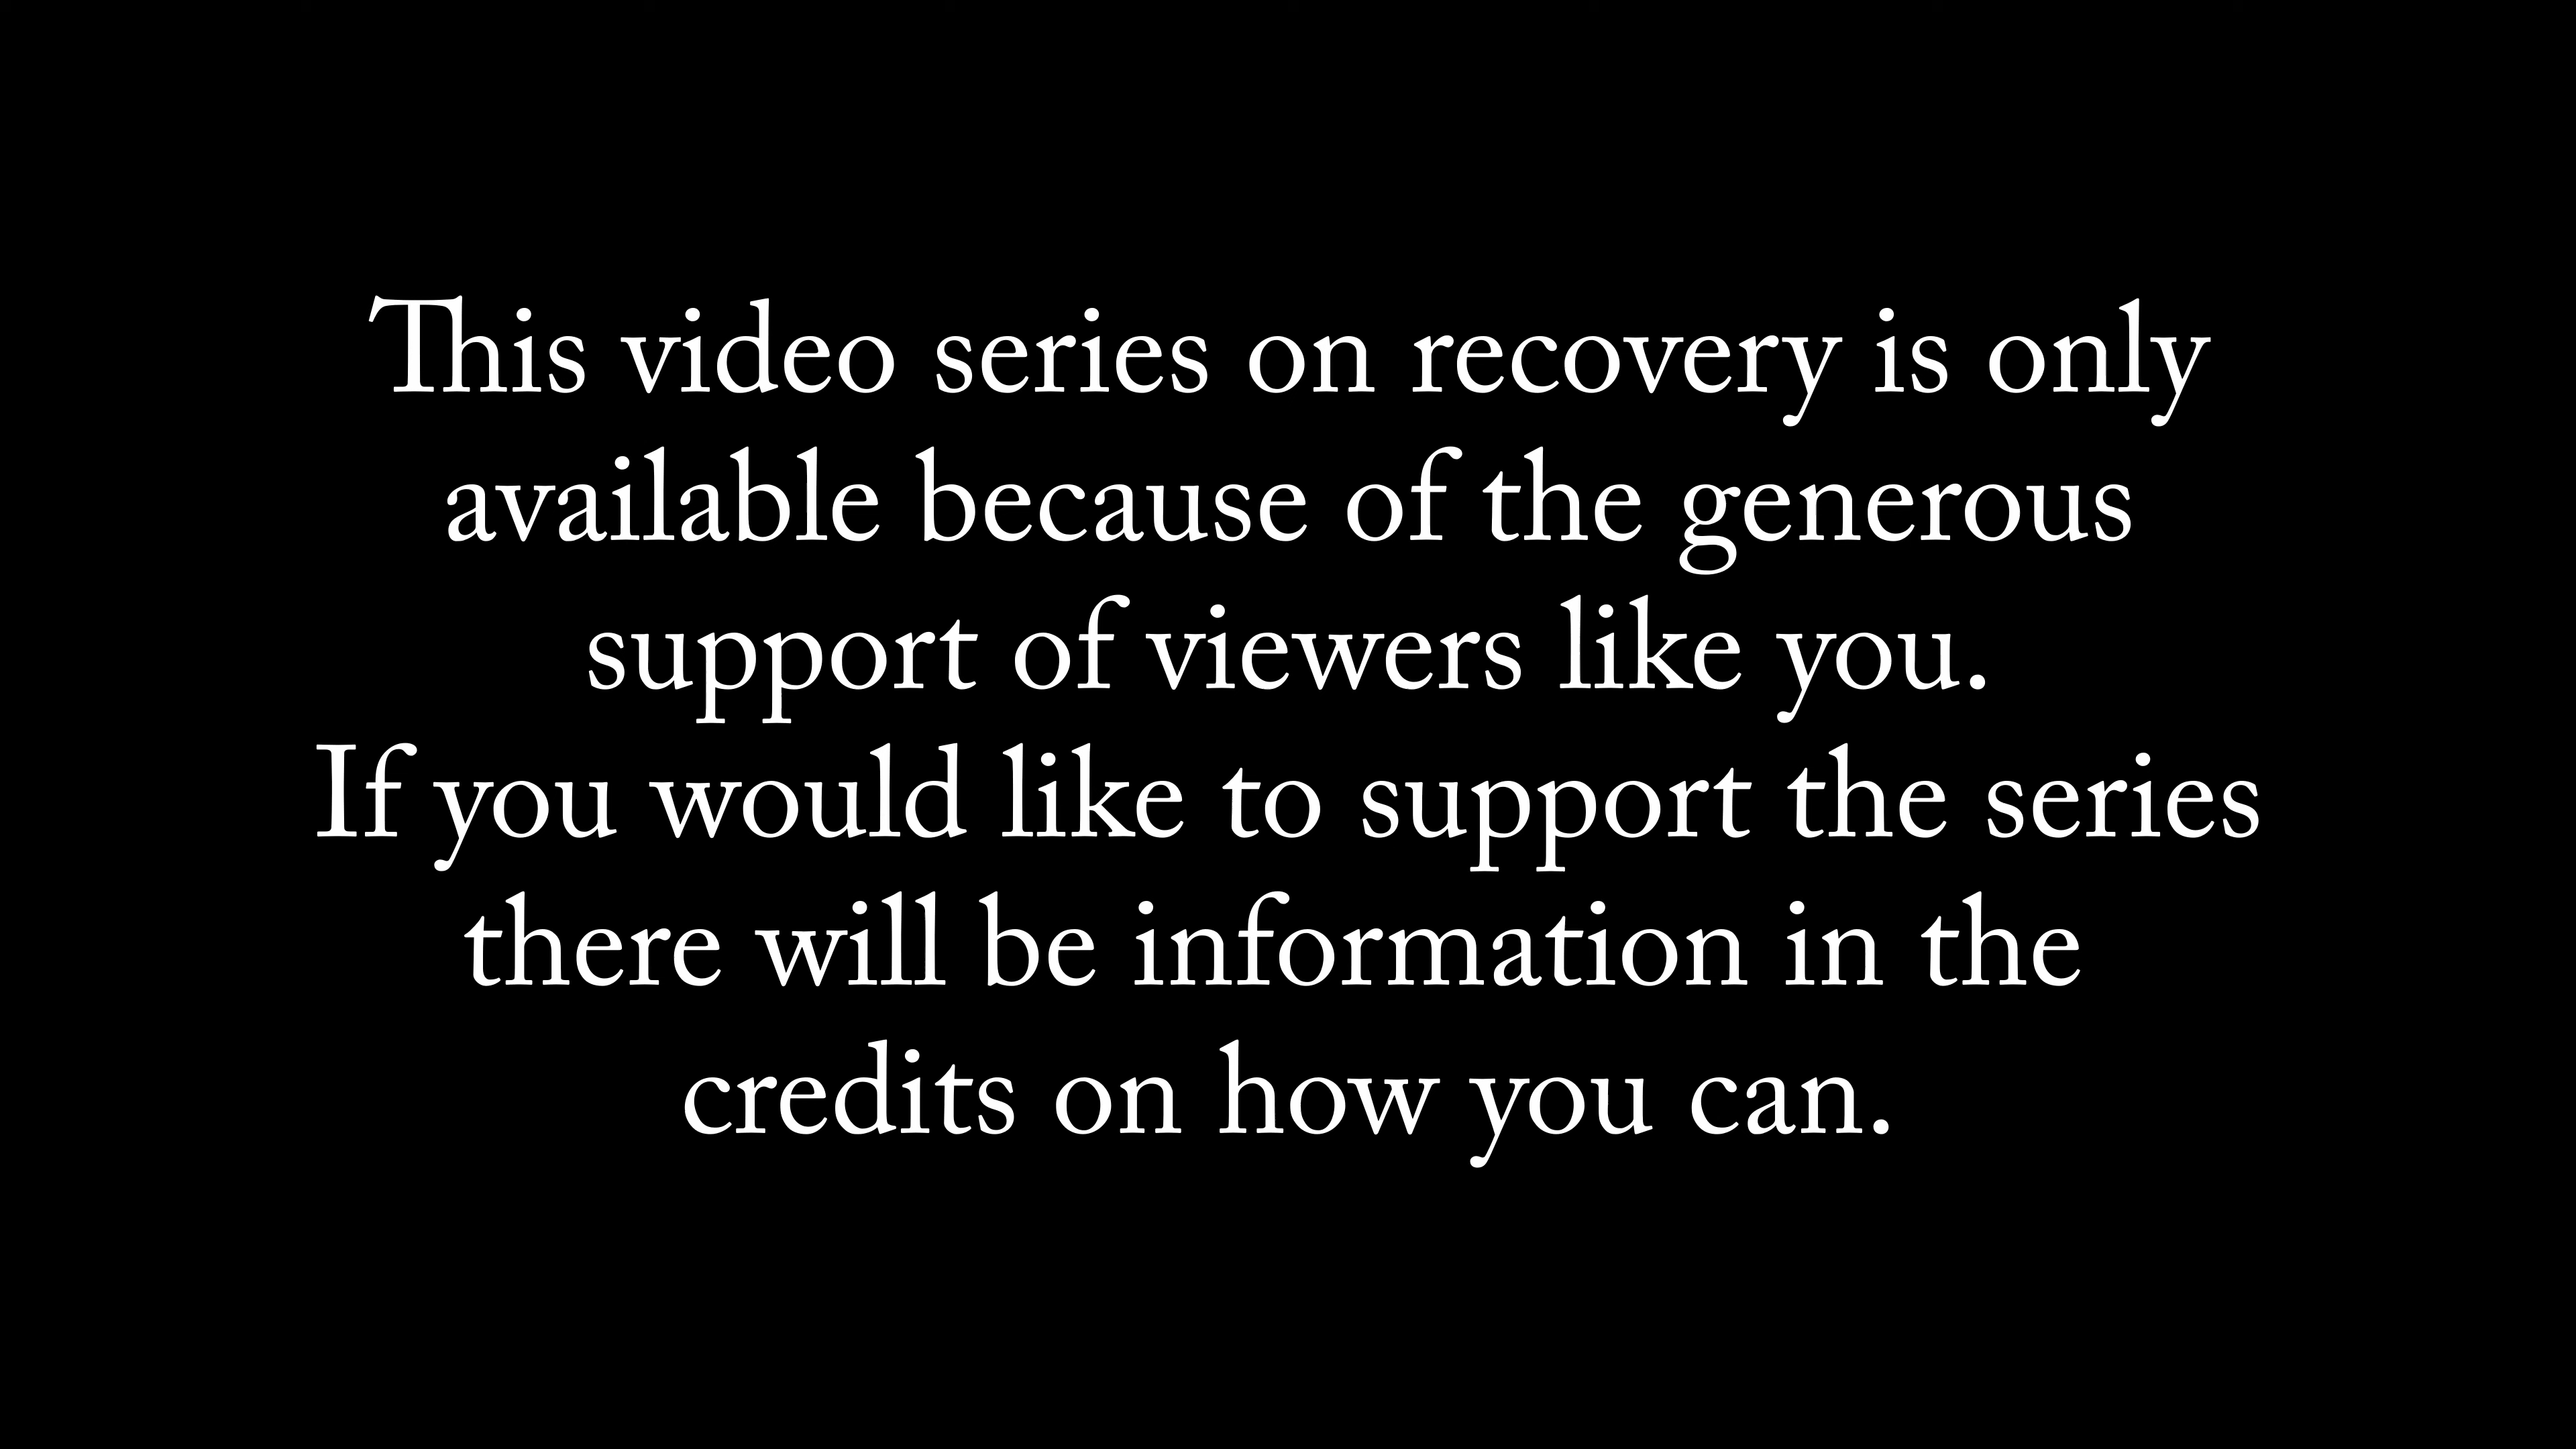 This video series on recovery is only
available because of the generous
support of viewers like you.
If you would like to support the series
there will be information in the
credits on how you can.